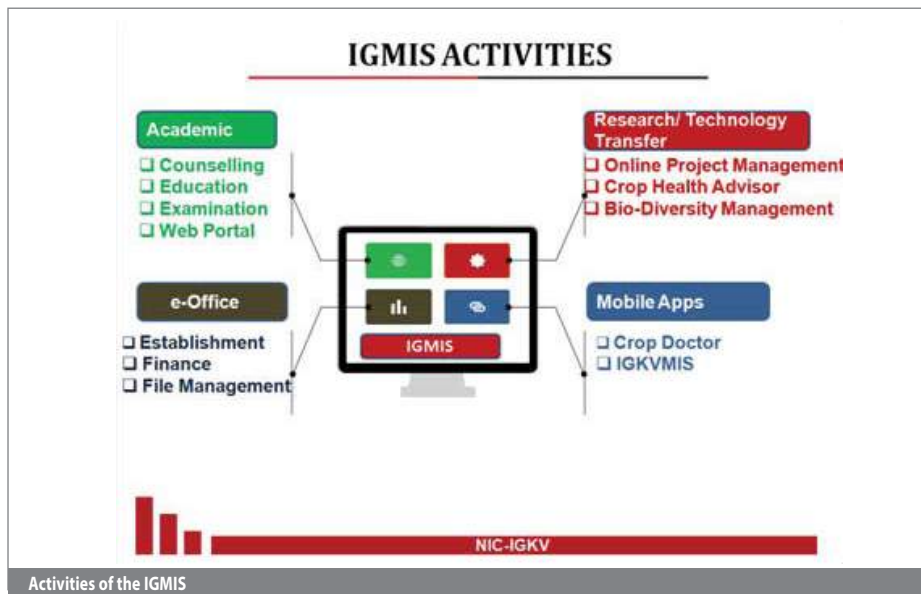 IGMIS ACTIVITIES
Academic
Counselling
Education
Examination
Web Portal
Research/ Technology
Transfer
Online Project Management
Crop Health Advisor
Bio-Diversity Management
e-Office
Establishment
Finance
File Management
IGMIS
Mobile Apps
Crop Doctor
IGKVMIS
NIC-IGKV
Activities of the IGMIS